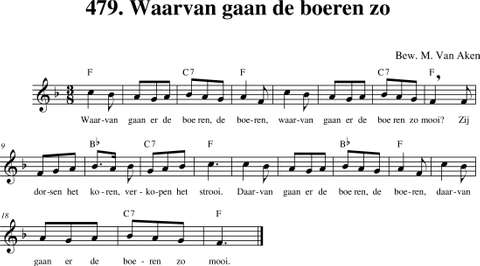 479. Waarvan gaan de boeren zo
Bew. M. Van Aken
F C7 F C7 F
3 8
Waar-van gaan er de boe ren, de boe-ren, waar-van gaan er de boe ren zo mooi? Zij
9 B♭ C7 F B♭ F
dor-sen het ko-ren, ver-ko-pen het strooi. Daar-van gaan er de boe ren, de boe-ren, daar-van
18 C7 F
gaan er de boe-ren zo mooi.